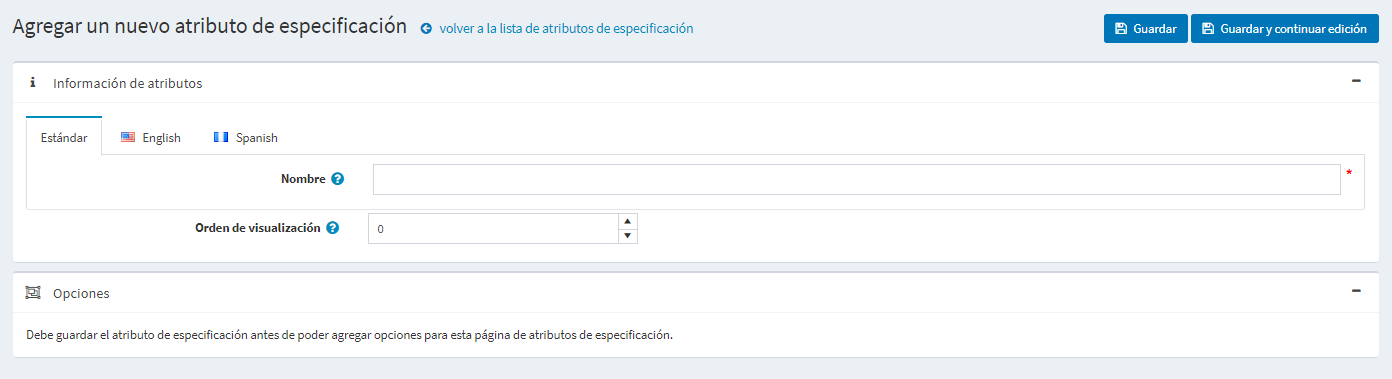 Agregar un nuevo atributo de especificación volver a la lista de atributos de especificación Guardar Guardar y continuar edición
Información de atributos
Estándar English Spanish
Nombre *
Orden de visualización 0
Opciones
Debe guardar el atributo de especificación antes de poder agregar opciones para esta página de atributos de especificación.